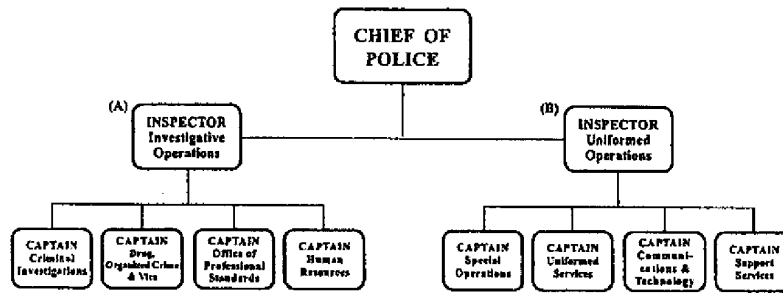 CHIEF OF
POLICE
(A)
INSPECTOR
Investigative
Operations
(B)
INSPECTOR
Uniformed
Operations
CAPTAIN
Criminal
Investigations
CAPTAIN
Drug,
Organized Crime
& Vice
CAPTAIN
Office of
Professional
Standards
CAPTAIN
Human
Resources
CAPTAIN
Special
Operations
CAPTAIN
Uniformed
Services
CAPTAIN
Communi-
cations &
Technology
CAPTAIN
Support
Services